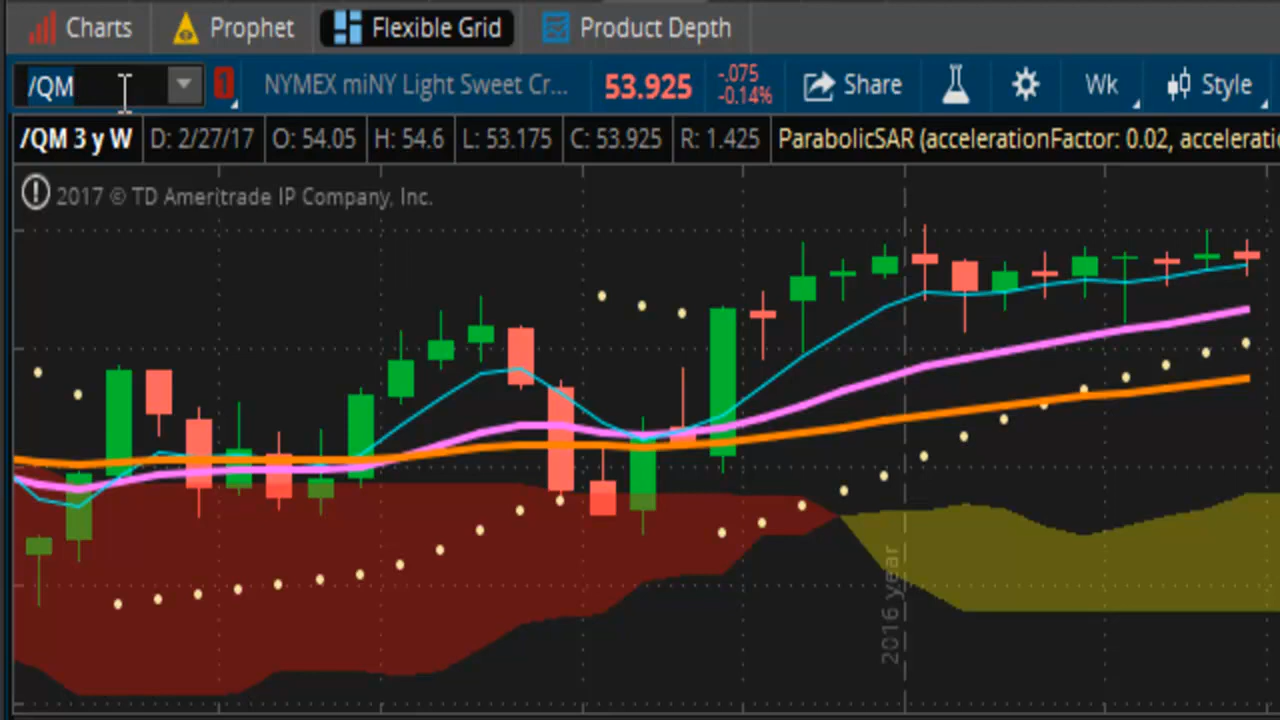 Charts Prophet Flexible Grid Product Depth
/QM 1 NYMEX miNY Light Sweet Cr... 53.925 -.075 -0.14% Share Wk Style
/QM 3 y W D: 2/27/17 O: 54.05 H: 54.6 L: 53.175 C: 53.925 R: 1.425 ParabolicSAR (accelerationFactor: 0.02, accelerati
2017 © TD Ameritrade IP Company, Inc.
2016 year